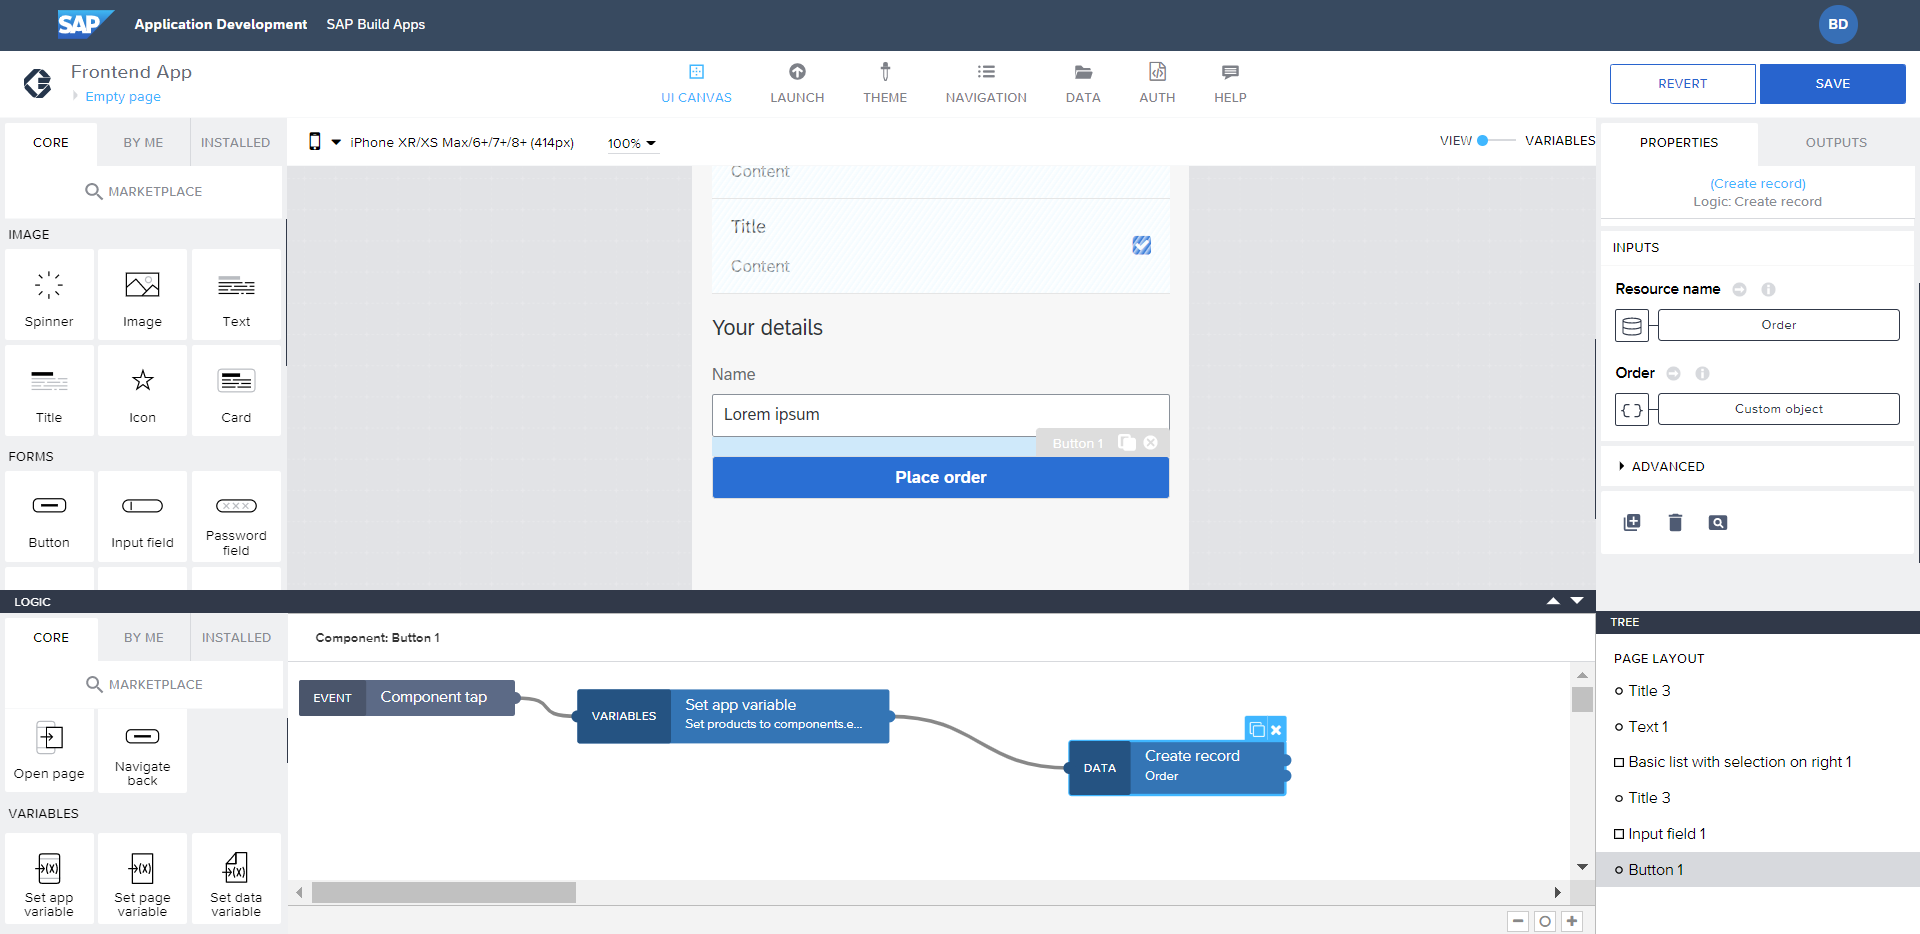 SAP Application Development SAP Build Apps BD
Frontend App
Empty page
UI CANVAS LAUNCH THEME NAVIGATION DATA AUTH HELP
REVERT SAVE
CORE BY ME INSTALLED
iPhone XR/XS Max/6+/7+/8+ (414px) 100%
VIEW VARIABLES
PROPERTIES OUTPUTS
MARKETPLACE
IMAGE
Spinner Image Text
Title Icon Card
FORMS
Button Input field Password field
Content
Title
Content
Your details
Name
Lorem ipsum
Button 1
Place order
(Create record)
Logic: Create record
INPUTS
Resource name
Order
Order
Custom object
ADVANCED
LOGIC
CORE BY ME INSTALLED
Component: Button 1
MARKETPLACE
Open page Navigate back
VARIABLES
Set app variable Set page variable Set data variable
EVENT Component tap
VARIABLES Set app variable
Set products to components.e...
DATA Create record
Order
TREE
PAGE LAYOUT
Title 3
Text 1
Basic list with selection on right 1
Title 3
Input field 1
Button 1